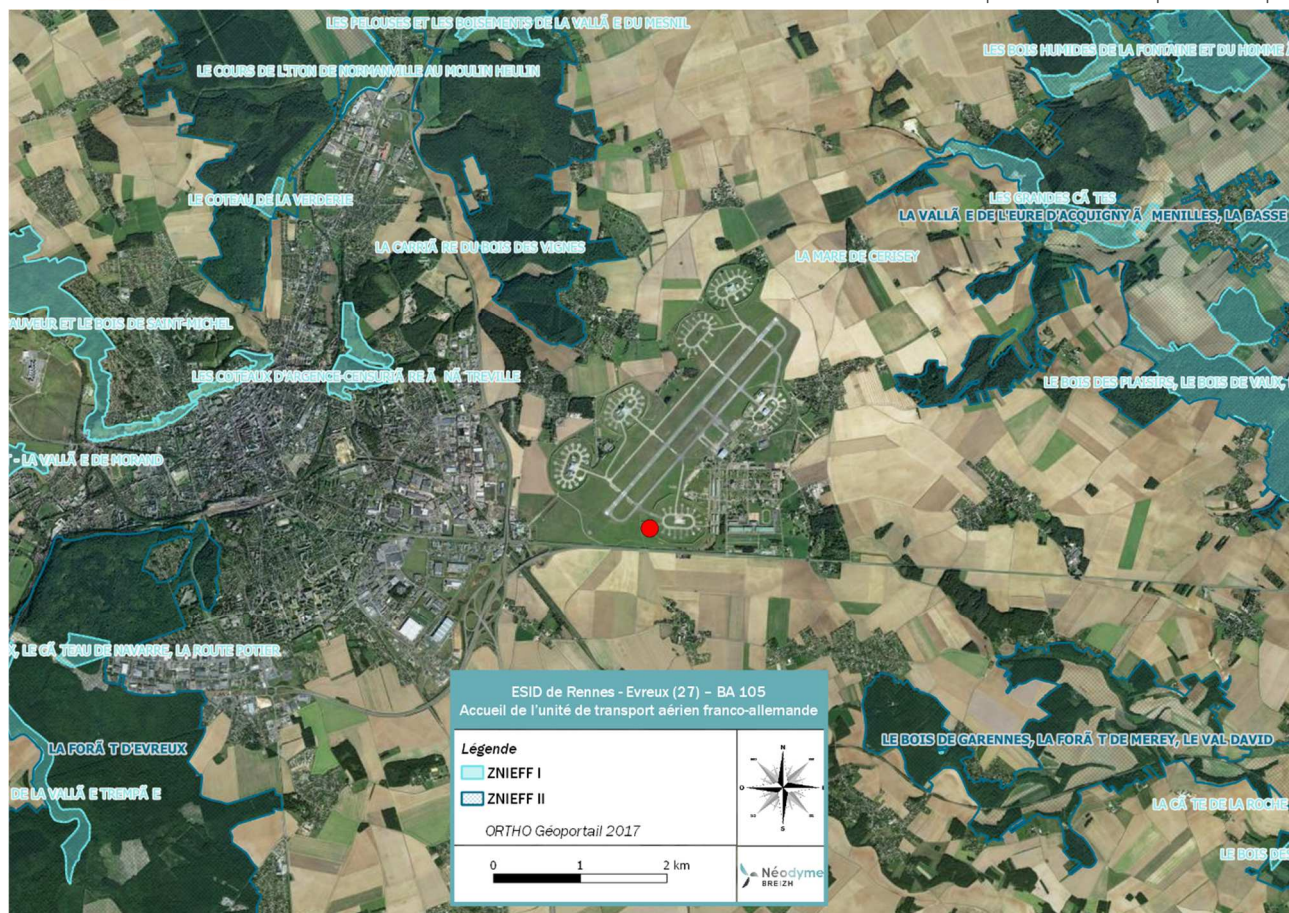 LES PELOUSES ET LES BOISEMENTS DE LA VALLÃ E DU MESNIL
LES BOIS HUMIDES DE LA FONTAINE ET DU HOMME
LE COURS DE L'ITON DE NORMANVILLE AU MOULIN HEULIN
LE COTEAU DE LA VERDERIE
LES GRANDES CÃ TES
LA VALLÃ E DE L'EURE D'ACQUIGNY Ã MENILLES, LA BASSE
LA CARRIÃ RE DU BOIS DES VIGNES
LA MARE DE CERISEY
AUVEUR ET LE BOIS DE SAINT-MICHEL
LES COTEAUX D'ARGENCE-CENSURIÃ RE Ã NÃ TREVILLE
LE BOIS DES PLAISIRS, LE BOIS DE VAUX,
- LA VALLÃ E DE MORAND
X, LE CÃ TEAU DE NAVARRE, LA ROUTE POTIER
LA FORÃ T D'EVREUX
DE LA VALLÃ E TREMPÃ E
LE BOIS DE GARENNES, LA FORÃ T DE MEREY, LE VAL DAVID
LA CÃ TE DE LA ROCHE
LE BOIS DES
ESID de Rennes - Evreux (27) – BA 105
Accueil de l'unité de transport aérien franco-allemande
Légende
ZNIEFF I
ZNIEFF II
ORTHO Géoportail 2017
0 1 2 km
N
O
S
Néodyme
BREIZH